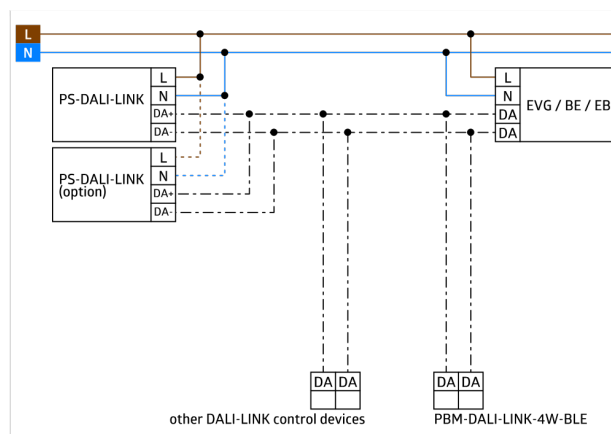 L
N
PS-DALI-LINK
L
N
DA+
DA-
EVG / BE / EB
L
N
DA
DA
PS-DALI-LINK
(option)
L
N
DA+
DA-
DA DA
DA DA
other DALI-LINK control devices
PBM-DALI-LINK-4W-BLE